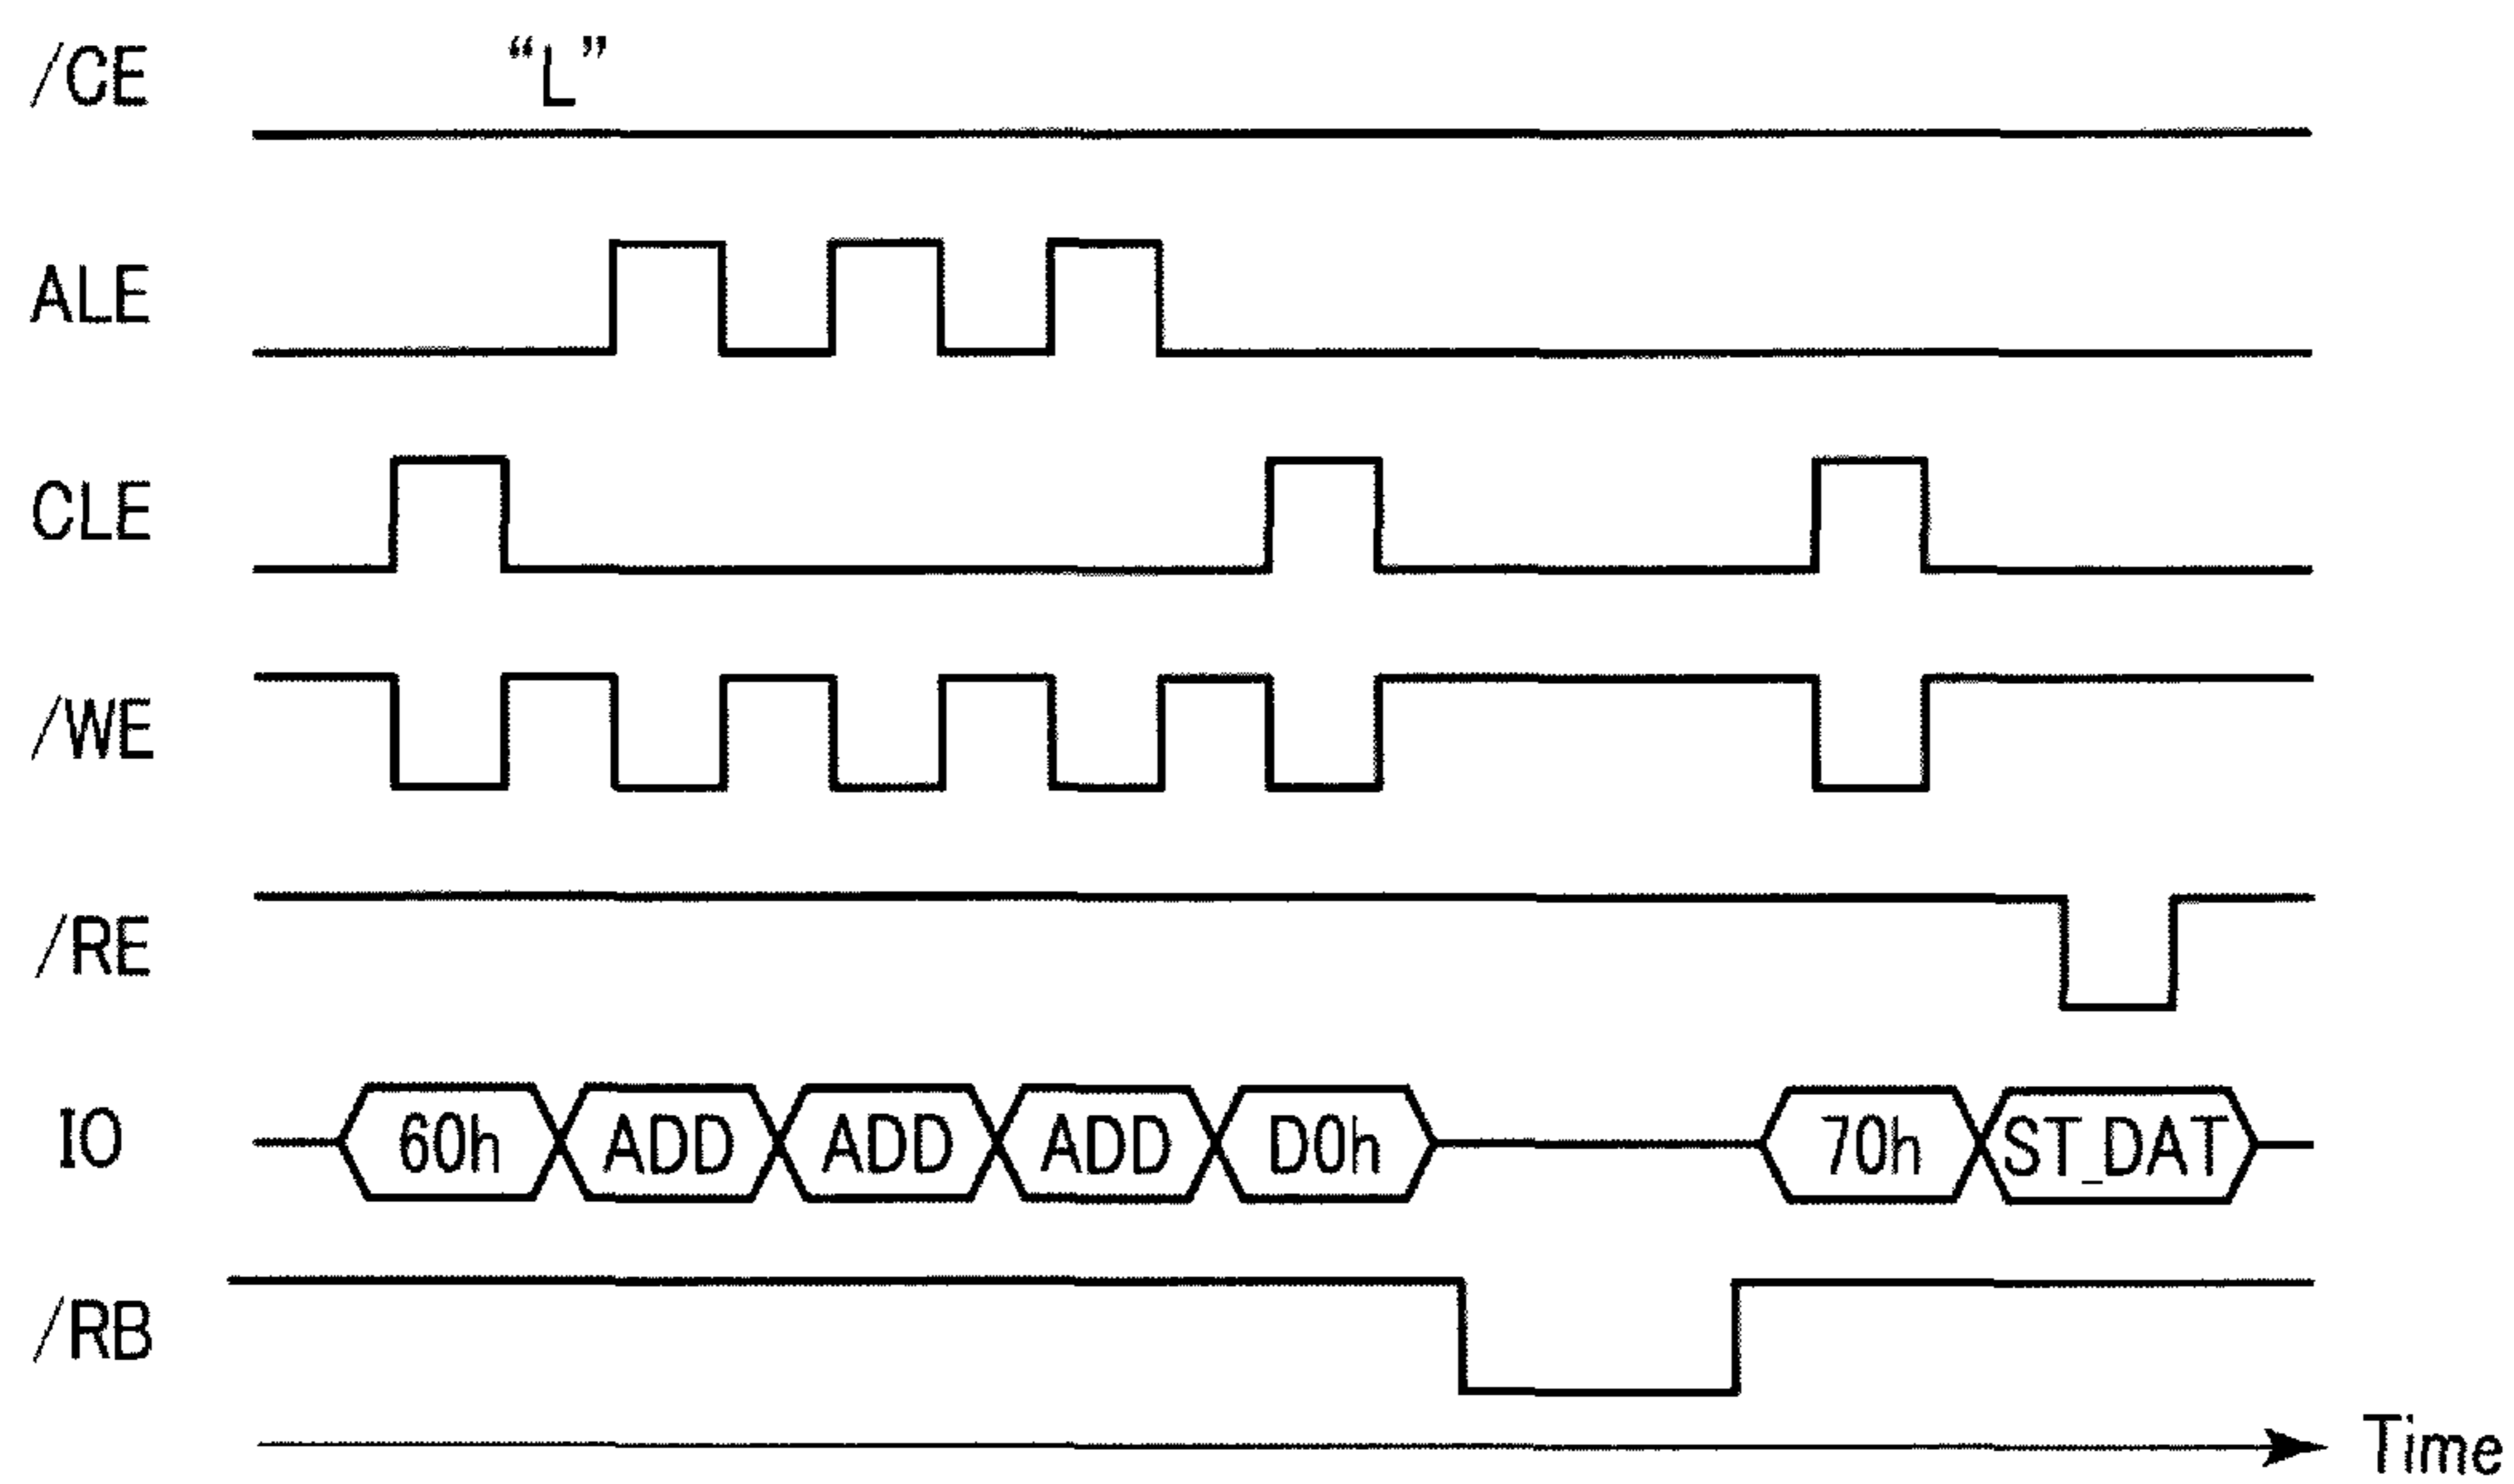 /CE "L"
ALE
CLE
/WE
/RE
IO 60h ADD ADD ADD D0h 70h ST_DAT
/RB
Time